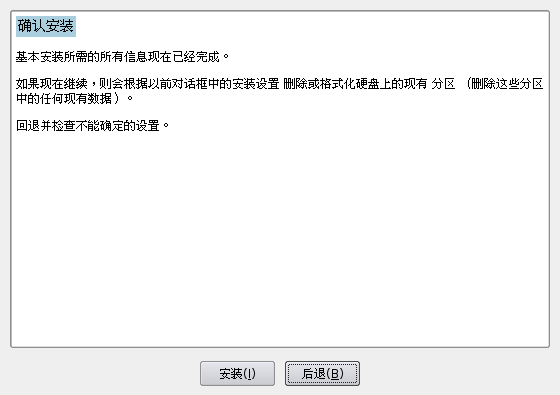 确认安装
基本安装所需的所有信息现在已经完成。
如果现在继续，则会根据以前对话框中的安装设置 删除或格式化硬盘上的现有 分区 （删除这些分区
中的任何现有数据）。
回退并检查不能确定的设置。
安装(I) 后退(B)